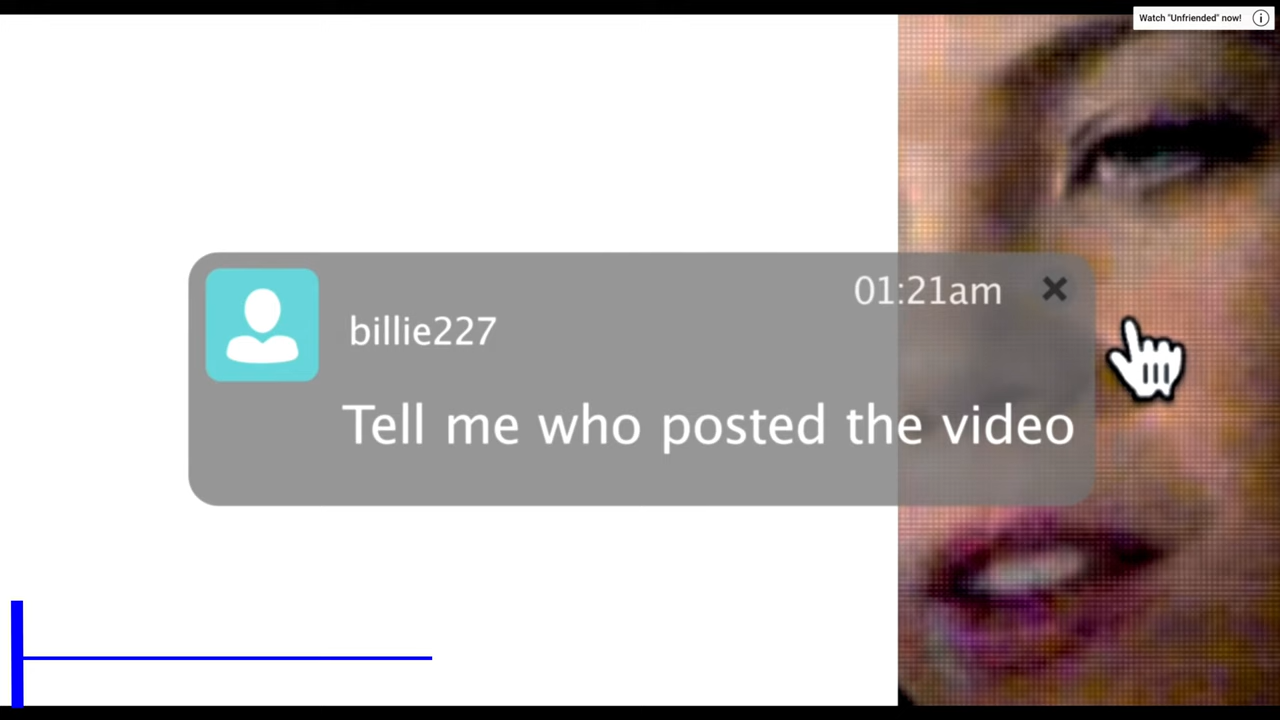 Watch "Unfriended" now!
01:21am
billie227
Tell me who posted the video